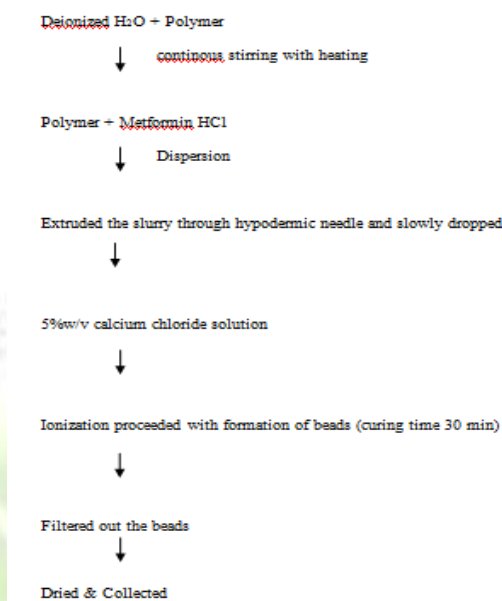 Deionized H₂O + Polymer
continous stirring with heating
Polymer + Metformin HCl
Dispersion
Extruded the slurry through hypodermic needle and slowly dropped
5%w/v calcium chloride solution
Ionization proceeded with formation of beads (curing time 30 min)
Filtered out the beads
Dried & Collected